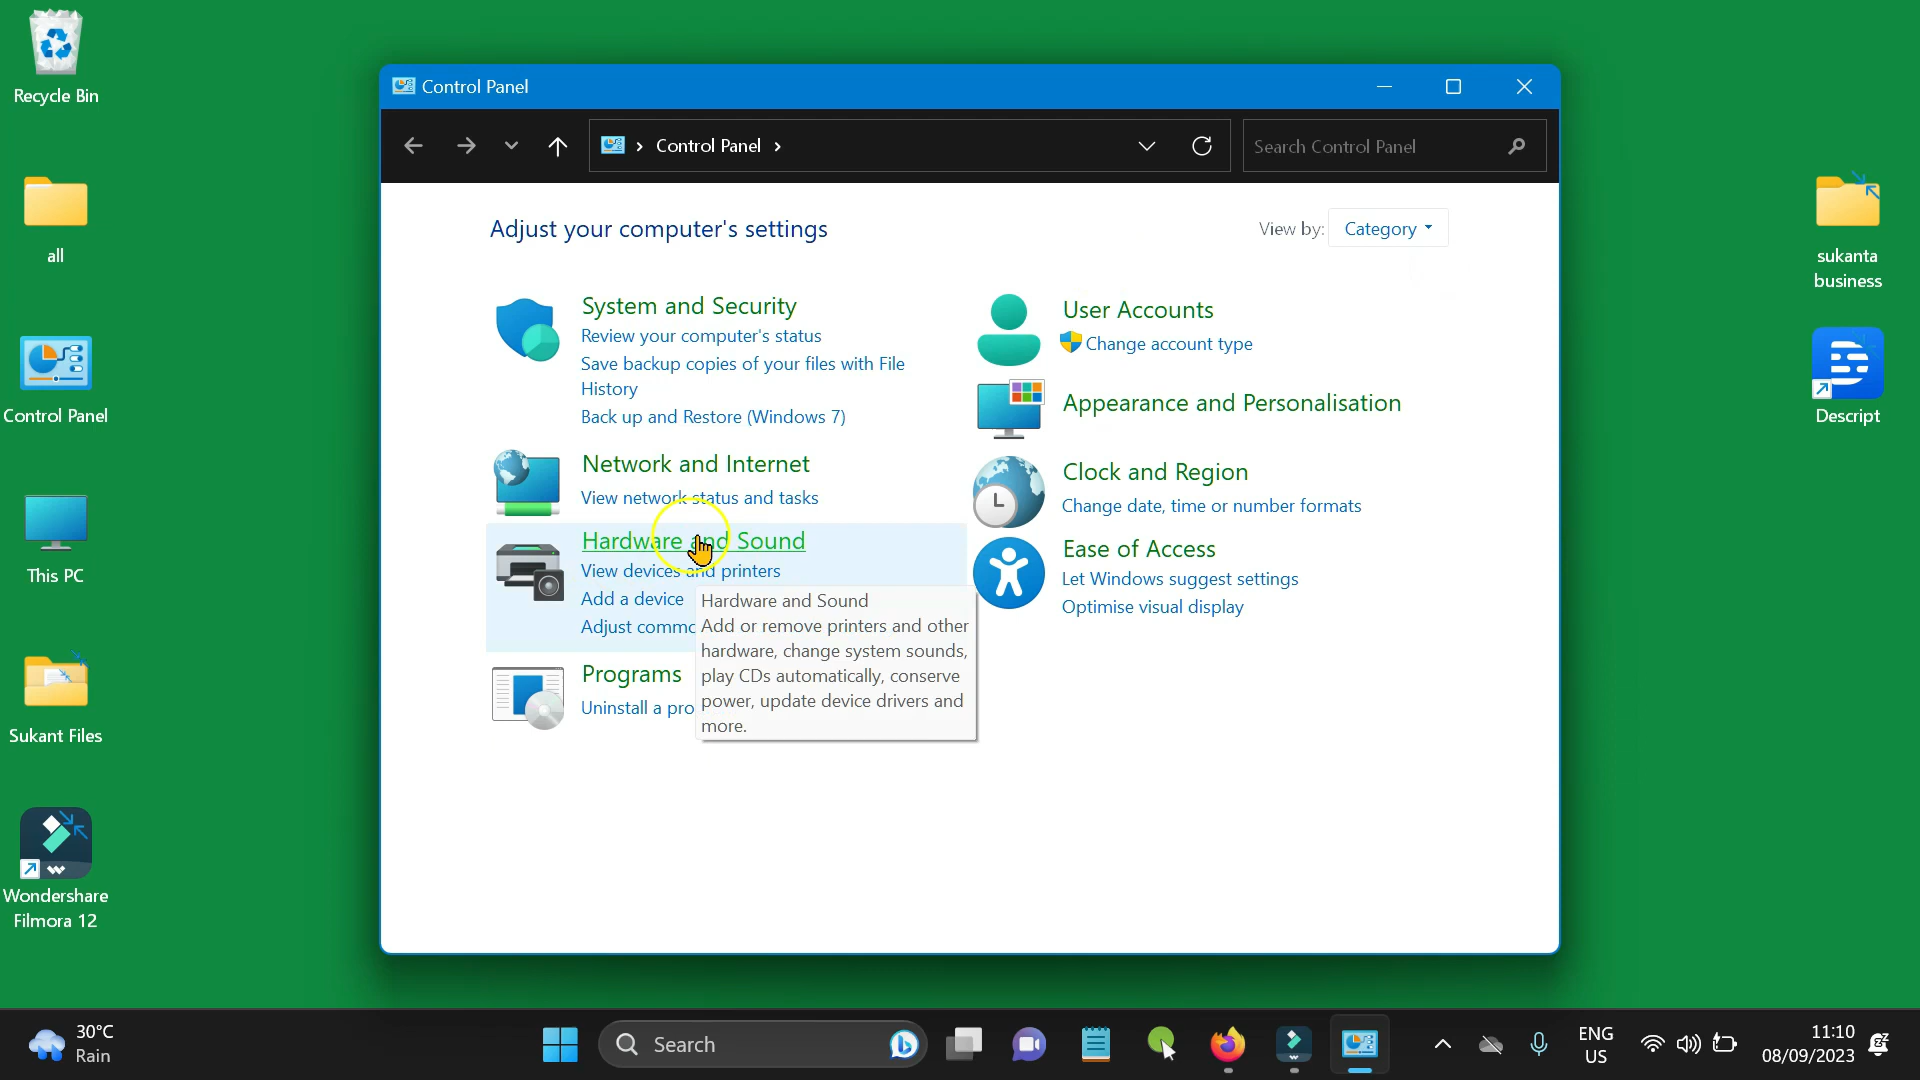 Recycle Bin
all
Control Panel
This PC
Sukant Files
Wondershare
Filmora 12
Control Panel
Control Panel
Search Control Panel
Adjust your computer's settings
View by:
Category
System and Security
Review your computer's status
Save backup copies of your files with File
History
Back up and Restore (Windows 7)
Network and Internet
View network status and tasks
Hardware and Sound
View devices and printers
Add a device
Adjust commo
Hardware and Sound
Add or remove printers and other
hardware, change system sounds,
play CDs automatically, conserve
power, update device drivers and
more.
Programs
Uninstall a pro
User Accounts
Change account type
Appearance and Personalisation
Clock and Region
Change date, time or number formats
Ease of Access
Let Windows suggest settings
Optimise visual display
sukanta
business
Descript
30°C
Rain
Search
ENG
US
11:10
08/09/2023